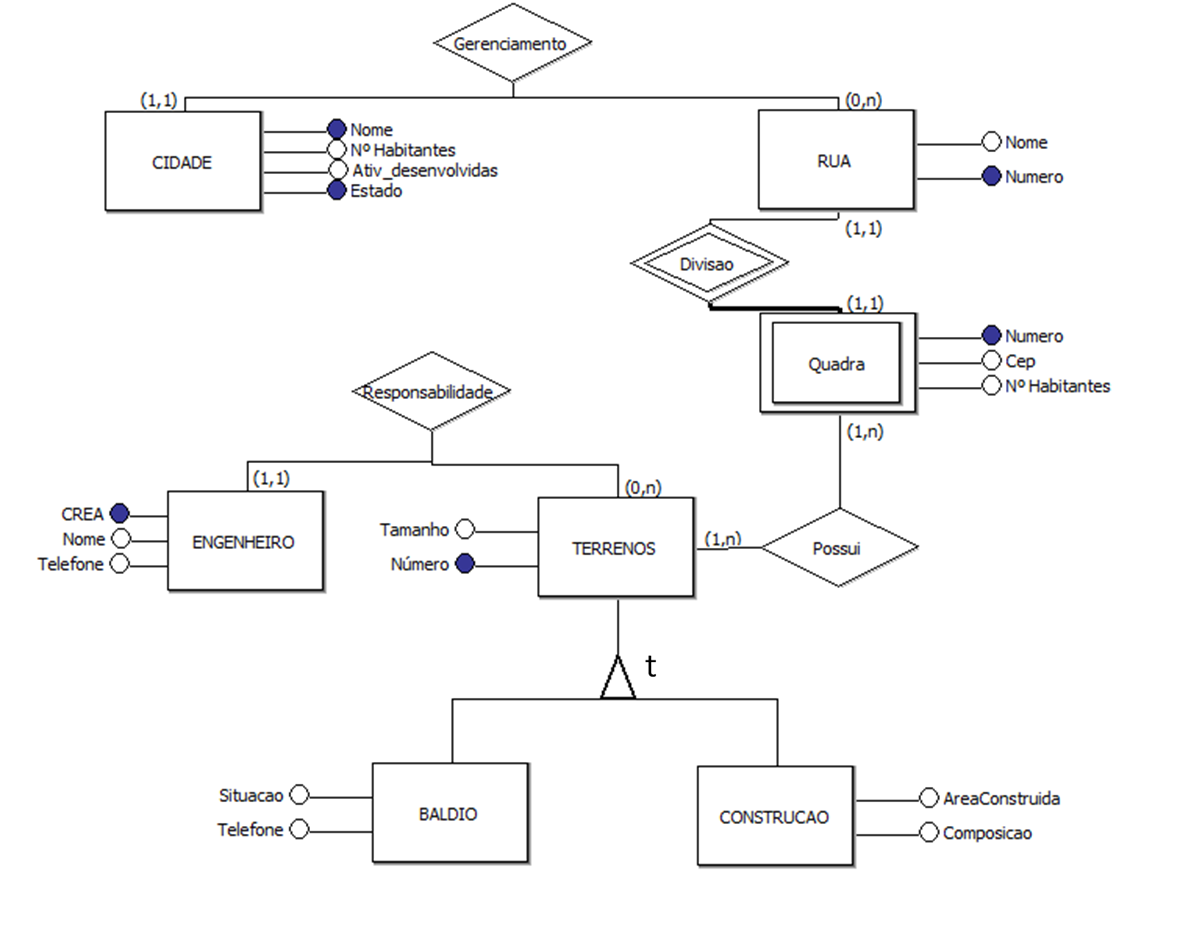 Gerenciamento
(1,1)
(0,n)
CIDADE
Nome
Nº Habitantes
Ativ_desenvolvidas
Estado
RUA
Nome
Numero
(1,1)
Divisao
(1,1)
Quadra
Numero
Cep
Nº Habitantes
(1,n)
Responsabilidade
(1,1)
(0,n)
CREA
Nome
Telefone
ENGENHEIRO
Tamanho
Número
TERRENOS
(1,n)
Possui
t
Situacao
Telefone
BALDIO
CONSTRUCAO
AreaConstruida
Composicao